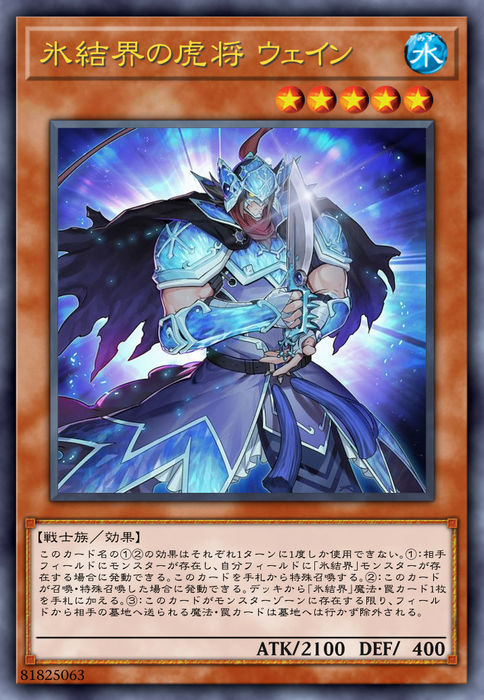 氷結界の虎将 ウェイン
みず
水
【戦士族／効果】
このカード名の①②の効果はそれぞれ1ターンに1度しか使用できない。①：相手
フィールドにモンスターが存在し、自分フィールドに「氷結界」モンスターが存
在する場合に発動できる。このカードを手札から特殊召喚する。②：このカード
が召喚・特殊召喚した場合に発動できる。デッキから「氷結界」魔法・罠カード1枚
を手札に加える。③：このカードがモンスターゾーンに存在する限り、フィール
ドから相手の墓地へ送られる魔法・罠カードは墓地へは行かず除外される。
ATK/2100 DEF/ 400
81825063